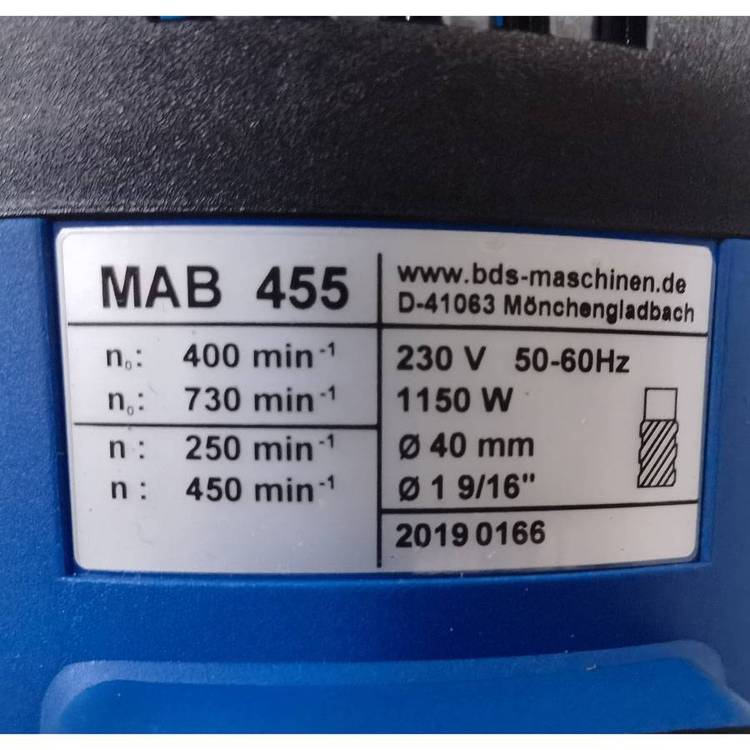 MAB 455
www.bds-maschinen.de
D-41063 Mönchengladbach
n₀: 400 min⁻¹
n₀: 730 min⁻¹
n: 250 min⁻¹
n: 450 min⁻¹
230 V 50-60Hz
1150 W
Ø 40 mm
Ø 1 9/16"
2019 0166